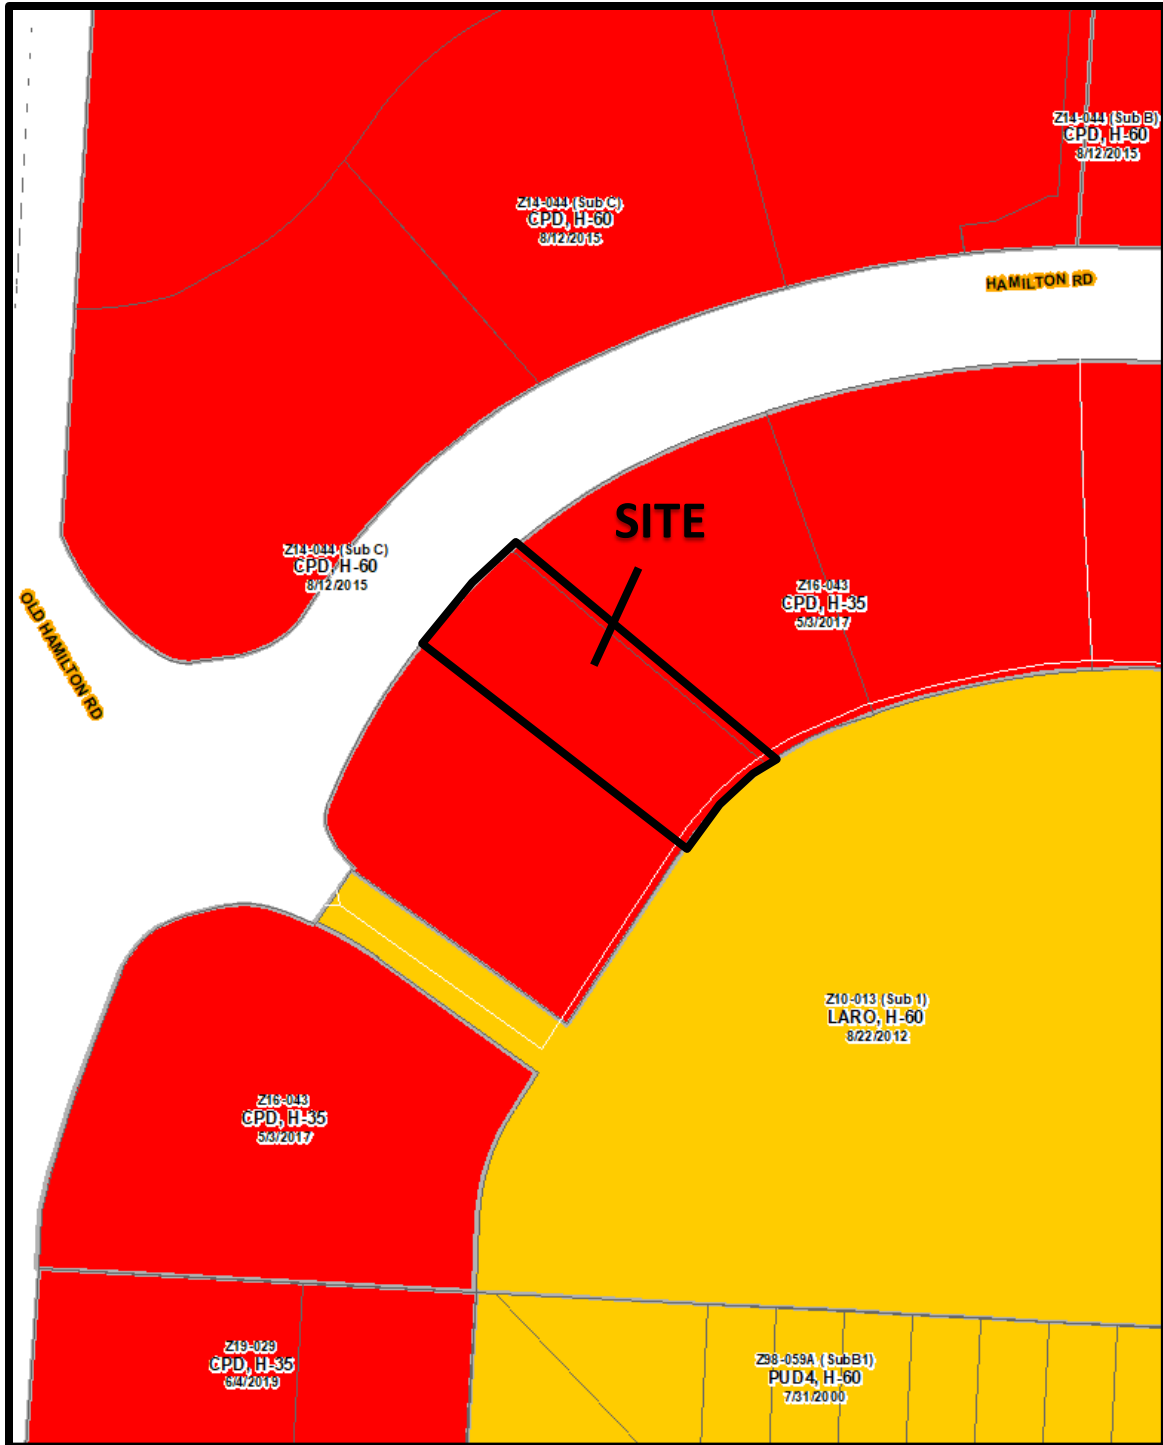 Z14-044 (Sub B)
CPD, H-60
8/12/2015
Z14-044 (Sub C)
CPD, H-60
8/12/2015
HAMILTON RD
SITE
Z14-044 (Sub C)
CPD, H-60
8/12/2015
Z16-043
CPD, H-35
5/3/2017
OLD HAMILTON RD
Z10-013 (Sub 1)
LARO, H-60
8/22/2012
Z16-043
CPD, H-35
5/3/2017
Z19-029
CPD, H-35
6/4/2019
Z98-059A (SubB1)
PUD4, H-60
7/31/2000